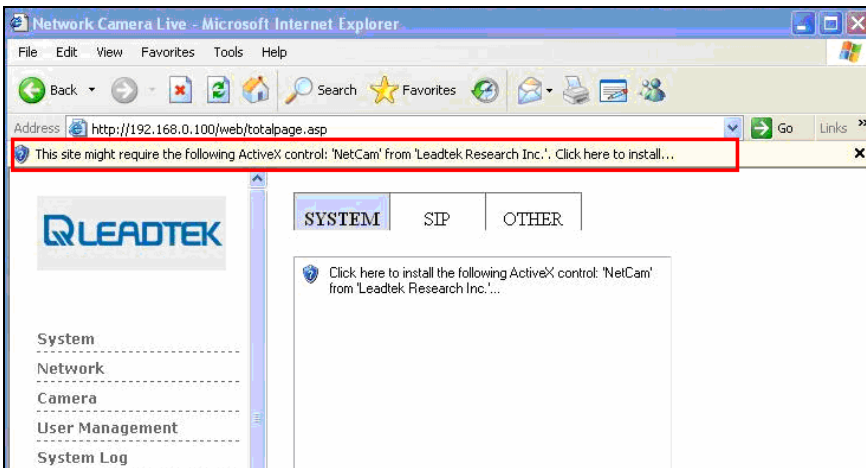 Network Camera Live - Microsoft Internet Explorer
File Edit View Favorites Tools Help
Back Search Favorites
Address http://192.168.0.100/web/totalpage.asp Go Links »
This site might require the following ActiveX control: 'NetCam' from 'Leadtek Research Inc.'. Click here to install...
LEADTEK
SYSTEM SIP OTHER
Click here to install the following ActiveX control: 'NetCam'
from 'Leadtek Research Inc.'...
System
Network
Camera
User Management
System Log